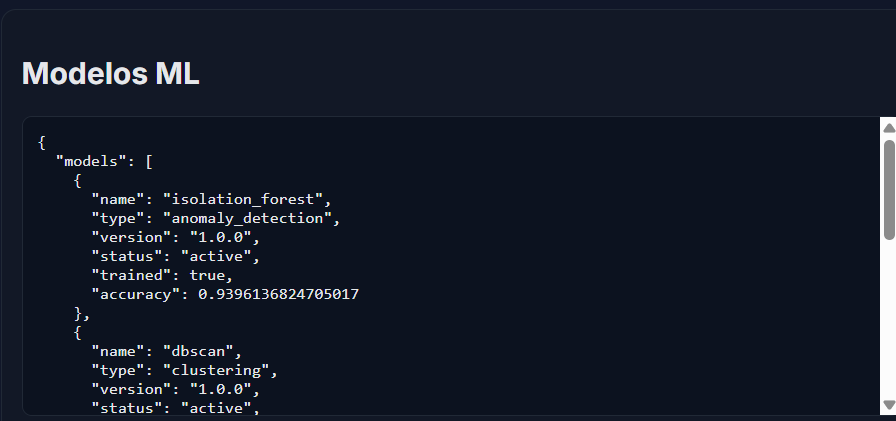 Modelos ML
{
  "models": [
    {
      "name": "isolation_forest",
      "type": "anomaly_detection",
      "version": "1.0.0",
      "status": "active",
      "trained": true,
      "accuracy": 0.9396136824705017
    },
    {
      "name": "dbscan",
      "type": "clustering",
      "version": "1.0.0",
      "status": "active",